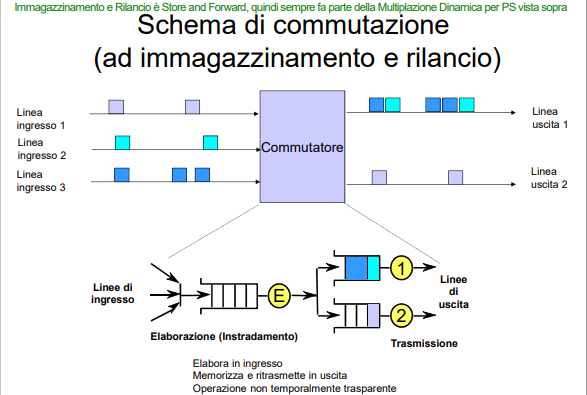 Immagazzinamento e Rilancio è Store and Forward, quindi sempre fa parte della Multiplazione Dinamica per PS vista sopra
Schema di commutazione
(ad immagazzinamento e rilancio)
Linea
ingresso 1
Linea
ingresso 2
Linea
ingresso 3
Commutatore
Linea
uscita 1
Linea
uscita 2
Linee di
ingresso
E
1
2
Linee
di
uscita
Elaborazione (Instradamento)
Trasmissione
Elabora in ingresso
Memorizza e ritrasmette in uscita
Operazione non temporalmente trasparente